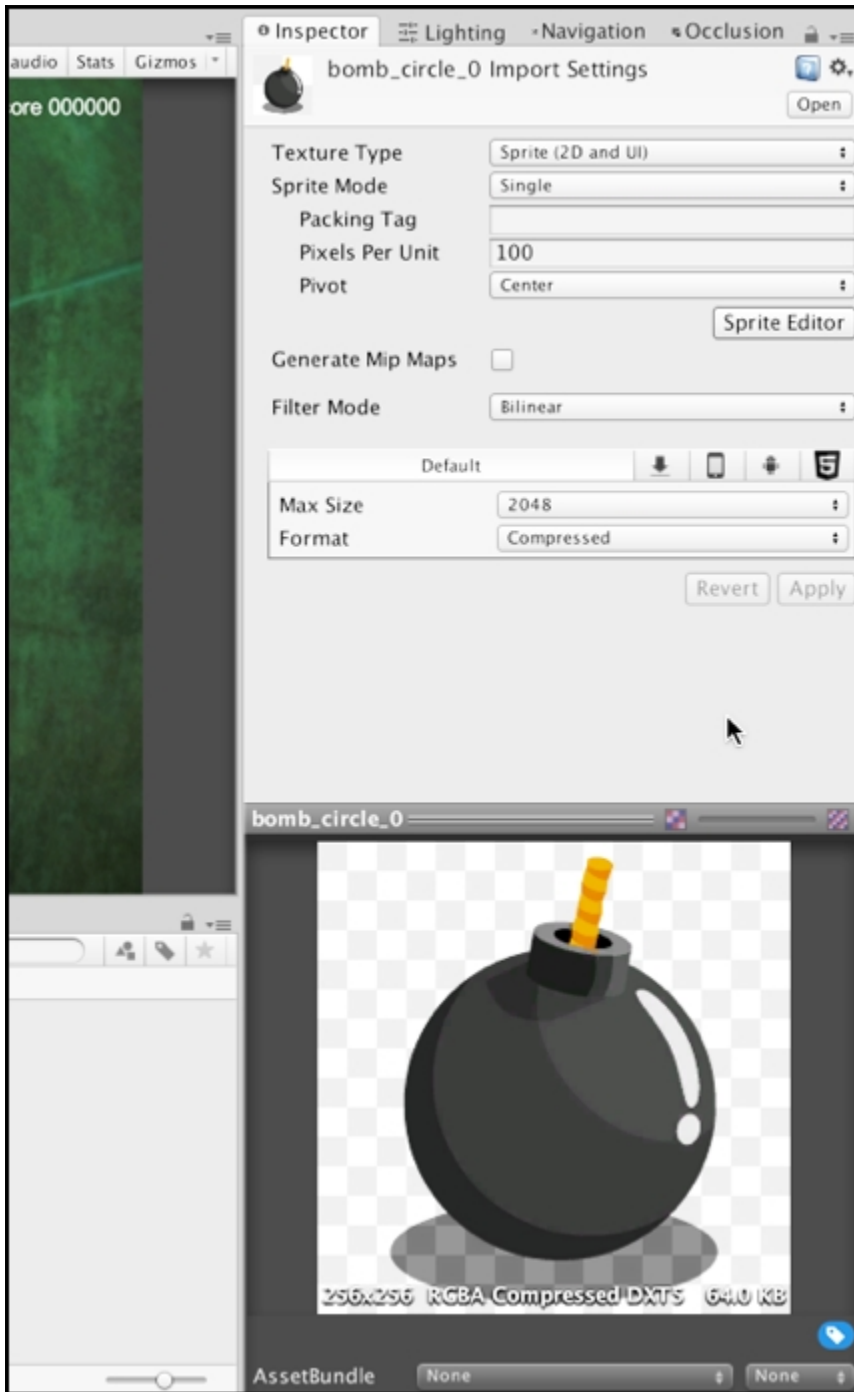 Inspector Lighting Navigation Occlusion
audio Stats Gizmos
bomb_circle_0 Import Settings
Open
ore 000000
Texture Type Sprite (2D and UI)
Sprite Mode Single
Packing Tag
Pixels Per Unit 100
Pivot Center
Sprite Editor
Generate Mip Maps
Filter Mode Bilinear
Default
Max Size 2048
Format Compressed
Revert Apply
bomb_circle_0
256x256 RGBA Compressed DXT5 64.0 KB
AssetBundle None None